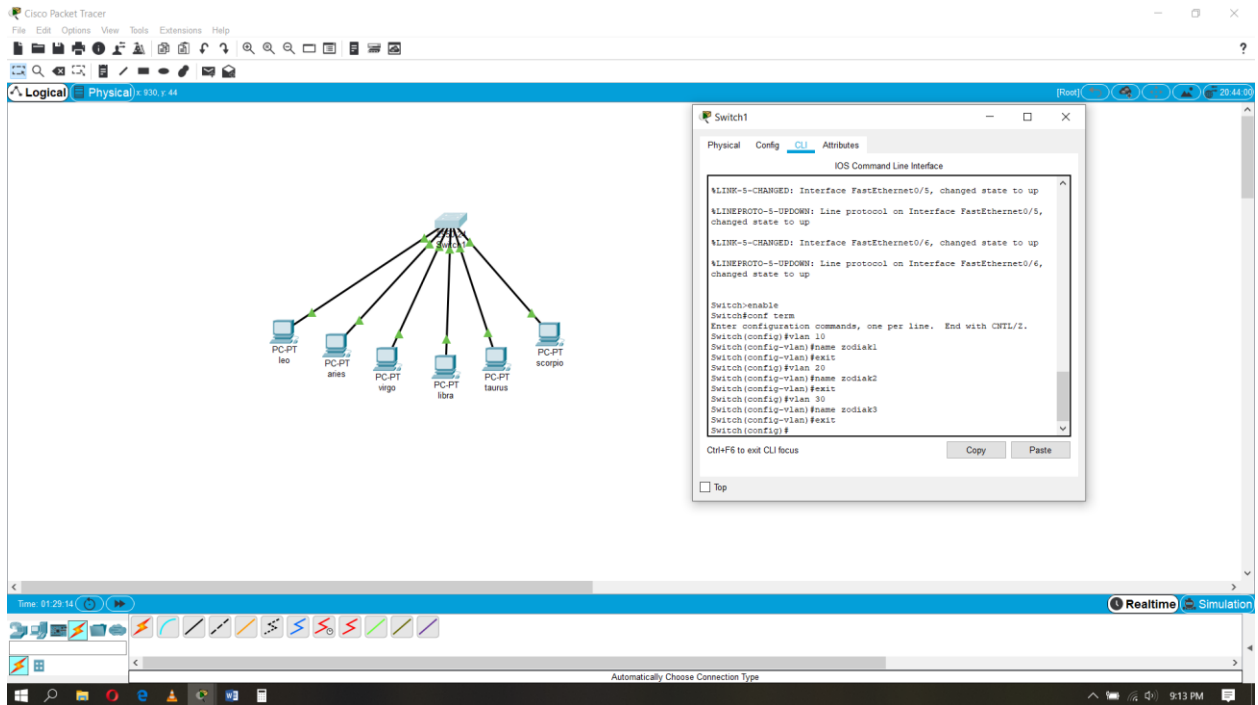 Cisco Packet Tracer
File Edit Options View Tools Extensions Help
?
Logical Physical x: 930, y: 44 [Root] 20:44:00
Switch1
Physical Config CLI Attributes
IOS Command Line Interface
%LINK-5-CHANGED: Interface FastEthernet0/5, changed state to up
%LINEPROTO-5-UPDOWN: Line protocol on Interface FastEthernet0/5,
changed state to up
%LINK-5-CHANGED: Interface FastEthernet0/6, changed state to up
%LINEPROTO-5-UPDOWN: Line protocol on Interface FastEthernet0/6,
changed state to up
Switch>enable
Switch#conf term
Enter configuration commands, one per line. End with CNTL/Z.
Switch(config)#vlan 10
Switch(config-vlan)#name zodiak1
Switch(config-vlan)#exit
Switch(config)#vlan 20
Switch(config-vlan)#name zodiak2
Switch(config-vlan)#exit
Switch(config)#vlan 30
Switch(config-vlan)#name zodiak3
Switch(config-vlan)#exit
Switch(config)#
Ctrl+F6 to exit CLI focus
Copy Paste
Top
Switch1
PC-PT
leo
PC-PT
aries
PC-PT
virgo
PC-PT
libra
PC-PT
taurus
PC-PT
scorpio
Time: 01:29:14
Realtime Simulation
Automatically Choose Connection Type
9:13 PM